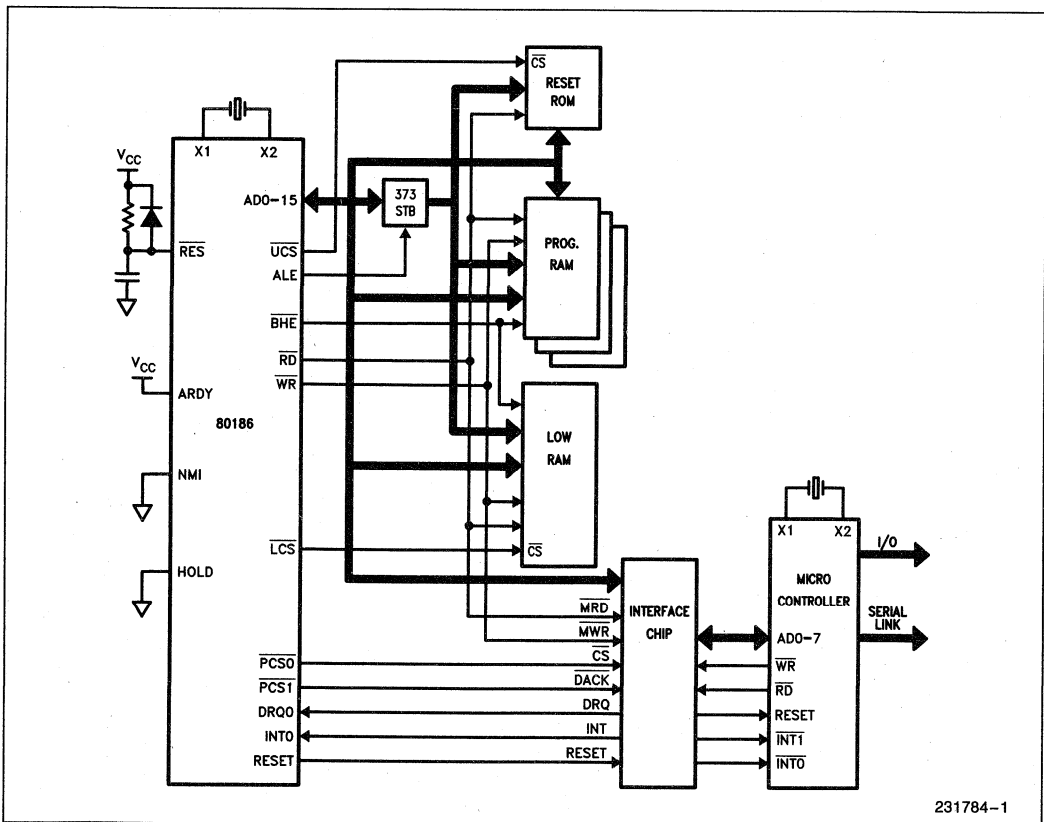 CS
RESET
ROM
X1 X2
VCC
AD0-15
373
STB
RES
UCS
ALE
PROG.
RAM
BHE
RD
WR
VCC
ARDY
80186
LOW
RAM
NMI
LCS
CS
HOLD
X1 X2
I/O
MICRO
CONTROLLER
SERIAL
LINK
MRD
INTERFACE
CHIP
MWR
AD0-7
PCS0
CS
WR
PCS1
DACK
RD
DRQ0
DRQ
RESET
INT0
INT
INT1
RESET
RESET
INT0
231784-1